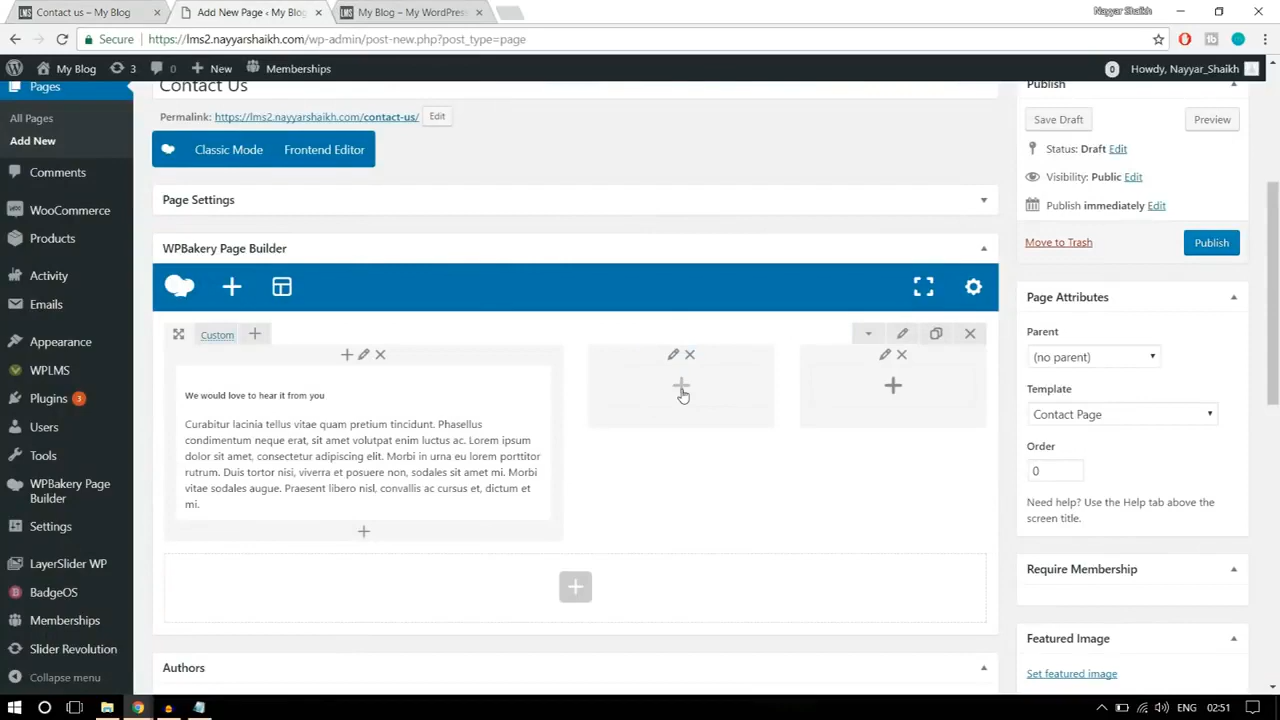 LMS Contact us – My Blog
LMS Add New Page ‹ My Blog
LMS My Blog – My WordPress
Nayyar Shaikh
Secure https://lms2.nayyarshaikh.com/wp-admin/post-new.php?post_type=page
My Blog 3 0 New Memberships 0 Howdy, Nayyar_Shaikh
Pages
All Pages
Add New
Comments
WooCommerce
Products
Activity
Emails
Appearance
WPLMS
Plugins 3
Users
Tools
WPBakery Page
Builder
Settings
LayerSlider WP
BadgeOS
Memberships
Slider Revolution
Collapse menu
Contact Us
Permalink: https://lms2.nayyarshaikh.com/contact-us/ Edit
Classic Mode Frontend Editor
Page Settings
WPBakery Page Builder
Custom
We would love to hear it from you
Curabitur lacinia tellus vitae quam pretium tincidunt. Phasellus
condimentum neque erat, sit amet volutpat enim luctus ac. Lorem ipsum
dolor sit amet, consectetur adipiscing elit. Morbi in urna eu lorem porttitor
rutrum. Duis tortor nisi, viverra et posuere non, sodales sit amet mi. Morbi
vitae sodales augue. Praesent libero nisl, convallis ac cursus et, dictum et
mi.
Authors
Publish
Save Draft Preview
Status: Draft Edit
Visibility: Public Edit
Publish immediately Edit
Move to Trash Publish
Page Attributes
Parent
(no parent)
Template
Contact Page
Order
0
Need help? Use the Help tab above the
screen title.
Require Membership
Featured Image
Set featured image
ENG 02:51